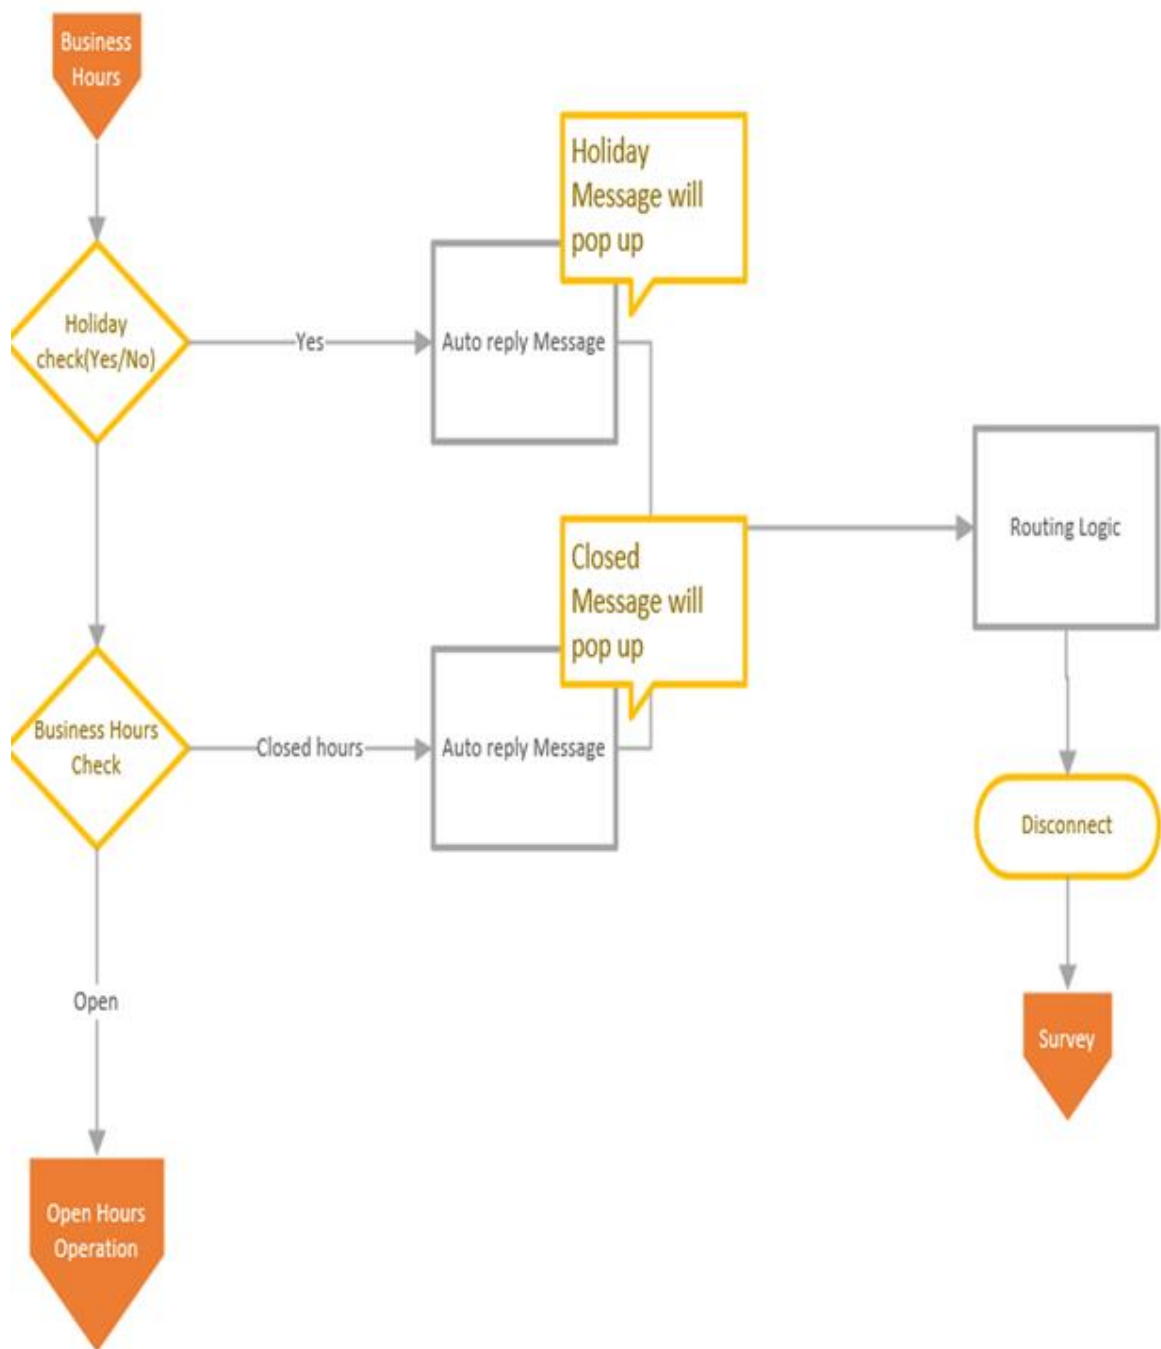 Business
Hours
Holiday
Message will
pop up
Holiday
check(Yes/No)
Yes
Auto reply Message
Routing Logic
Closed
Message will
pop up
Business Hours
Check
Closed hours
Auto reply Message
Disconnect
Open
Survey
Open Hours
Operation